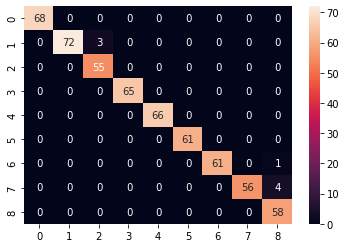 0 68 0 0 0 0 0 0 0 0 70
1 0 72 3 0 0 0 0 0 0 60
2 0 0 55 0 0 0 0 0 0 50
3 0 0 0 65 0 0 0 0 0 40
4 0 0 0 0 66 0 0 0 0
5 0 0 0 0 0 61 0 0 0 30
6 0 0 0 0 0 0 61 0 1 20
7 0 0 0 0 0 0 0 56 4 10
8 0 0 0 0 0 0 0 0 58 0
0 1 2 3 4 5 6 7 8